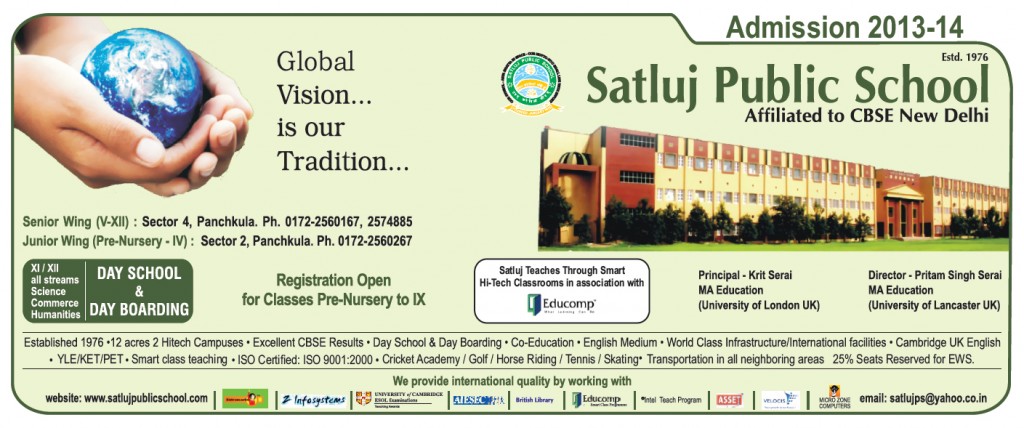 Admission 2013-14
Estd. 1976
Satluj Public School
Affiliated to CBSE New Delhi
Global
Vision...
is our
Tradition...
SATLUJ PUBLIC SCHOOL
Senior Wing (V-XII) : Sector 4, Panchkula. Ph. 0172-2560167, 2574885
Junior Wing (Pre-Nursery - IV) : Sector 2, Panchkula. Ph. 0172-2560267
XI / XII
all streams
Science
Commerce
Humanities
DAY SCHOOL
&
DAY BOARDING
Registration Open
for Classes Pre-Nursery to IX
Satluj Teaches Through Smart
Hi-Tech Classrooms in association with
Educomp
Principal - Krit Serai
MA Education
(University of London UK)
Director - Pritam Singh Serai
MA Education
(University of Lancaster UK)
Established 1976 •12 acres 2 Hitech Campuses • Excellent CBSE Results • Day School & Day Boarding • Co-Education • English Medium • World Class Infrastructure/International facilities • Cambridge UK English
• YLE/KET/PET • Smart class teaching • ISO Certified: ISO 9001:2000 • Cricket Academy / Golf / Horse Riding / Tennis / Skating• Transportation in all neighboring areas 25% Seats Reserved for EWS.
We provide international quality by working with
website: www.satlujpublicschool.com
Z Infosystems
UNIVERSITY of CAMBRIDGE
ESOL Examinations
AIESEC
British Library
Educomp
•Intel Teach Program
ASSET
VELOCIS
MICRO ZONE
COMPUTERS
email: satlujps@yahoo.co.in